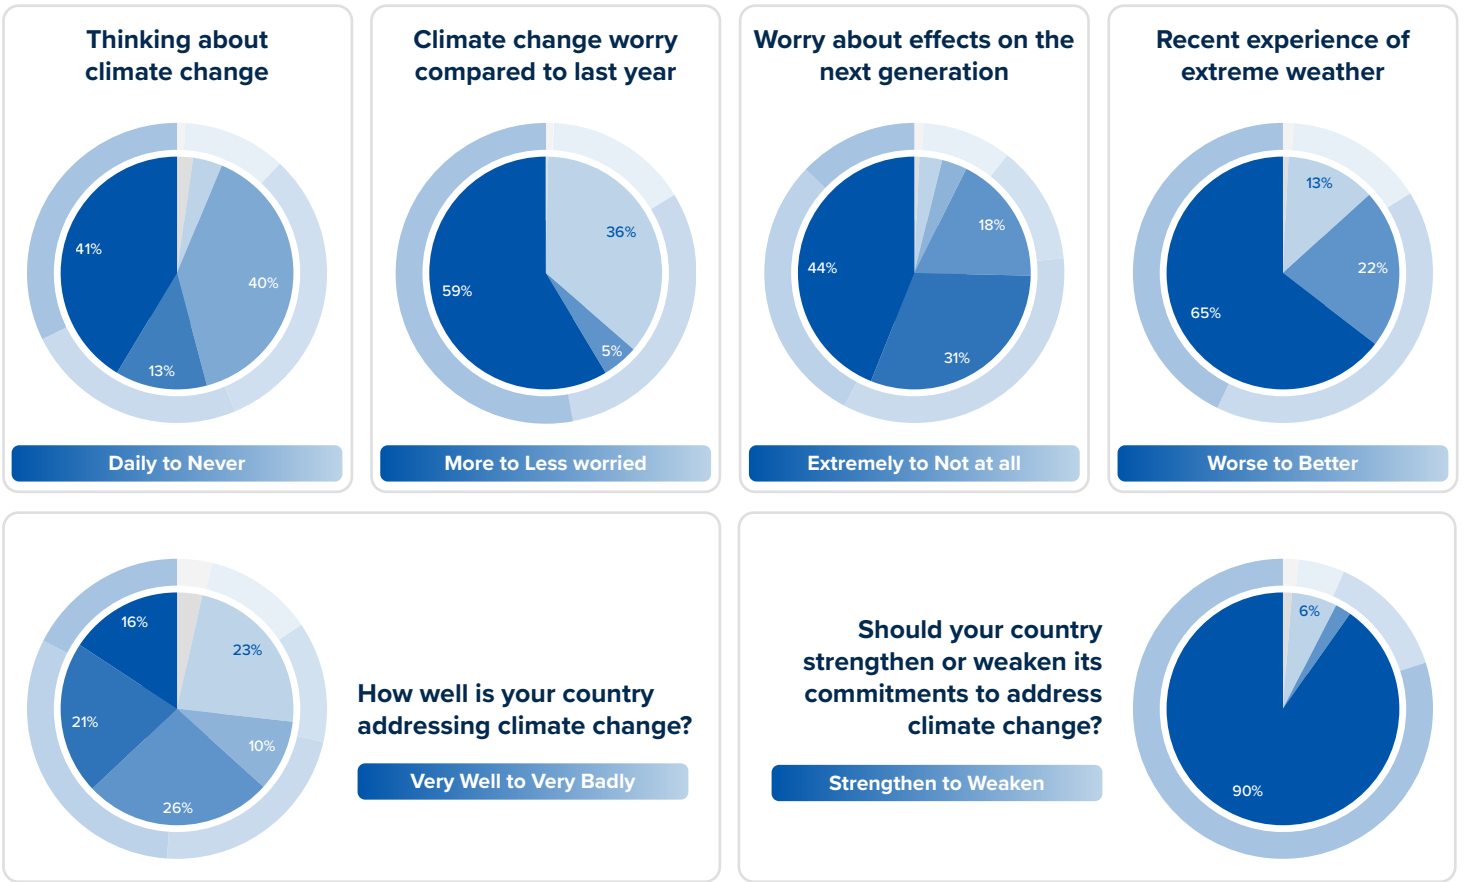 Thinking about
climate change
41%
40%
13%
Daily to Never
Climate change worry
compared to last year
36%
59%
5%
More to Less worried
Worry about effects on the
next generation
18%
44%
31%
Extremely to Not at all
Recent experience of
extreme weather
13%
22%
65%
Worse to Better
16%
23%
21%
10%
26%
How well is your country
addressing climate change?
Very Well to Very Badly
Should your country
strengthen or weaken its
commitments to address
climate change?
Strengthen to Weaken
6%
90%